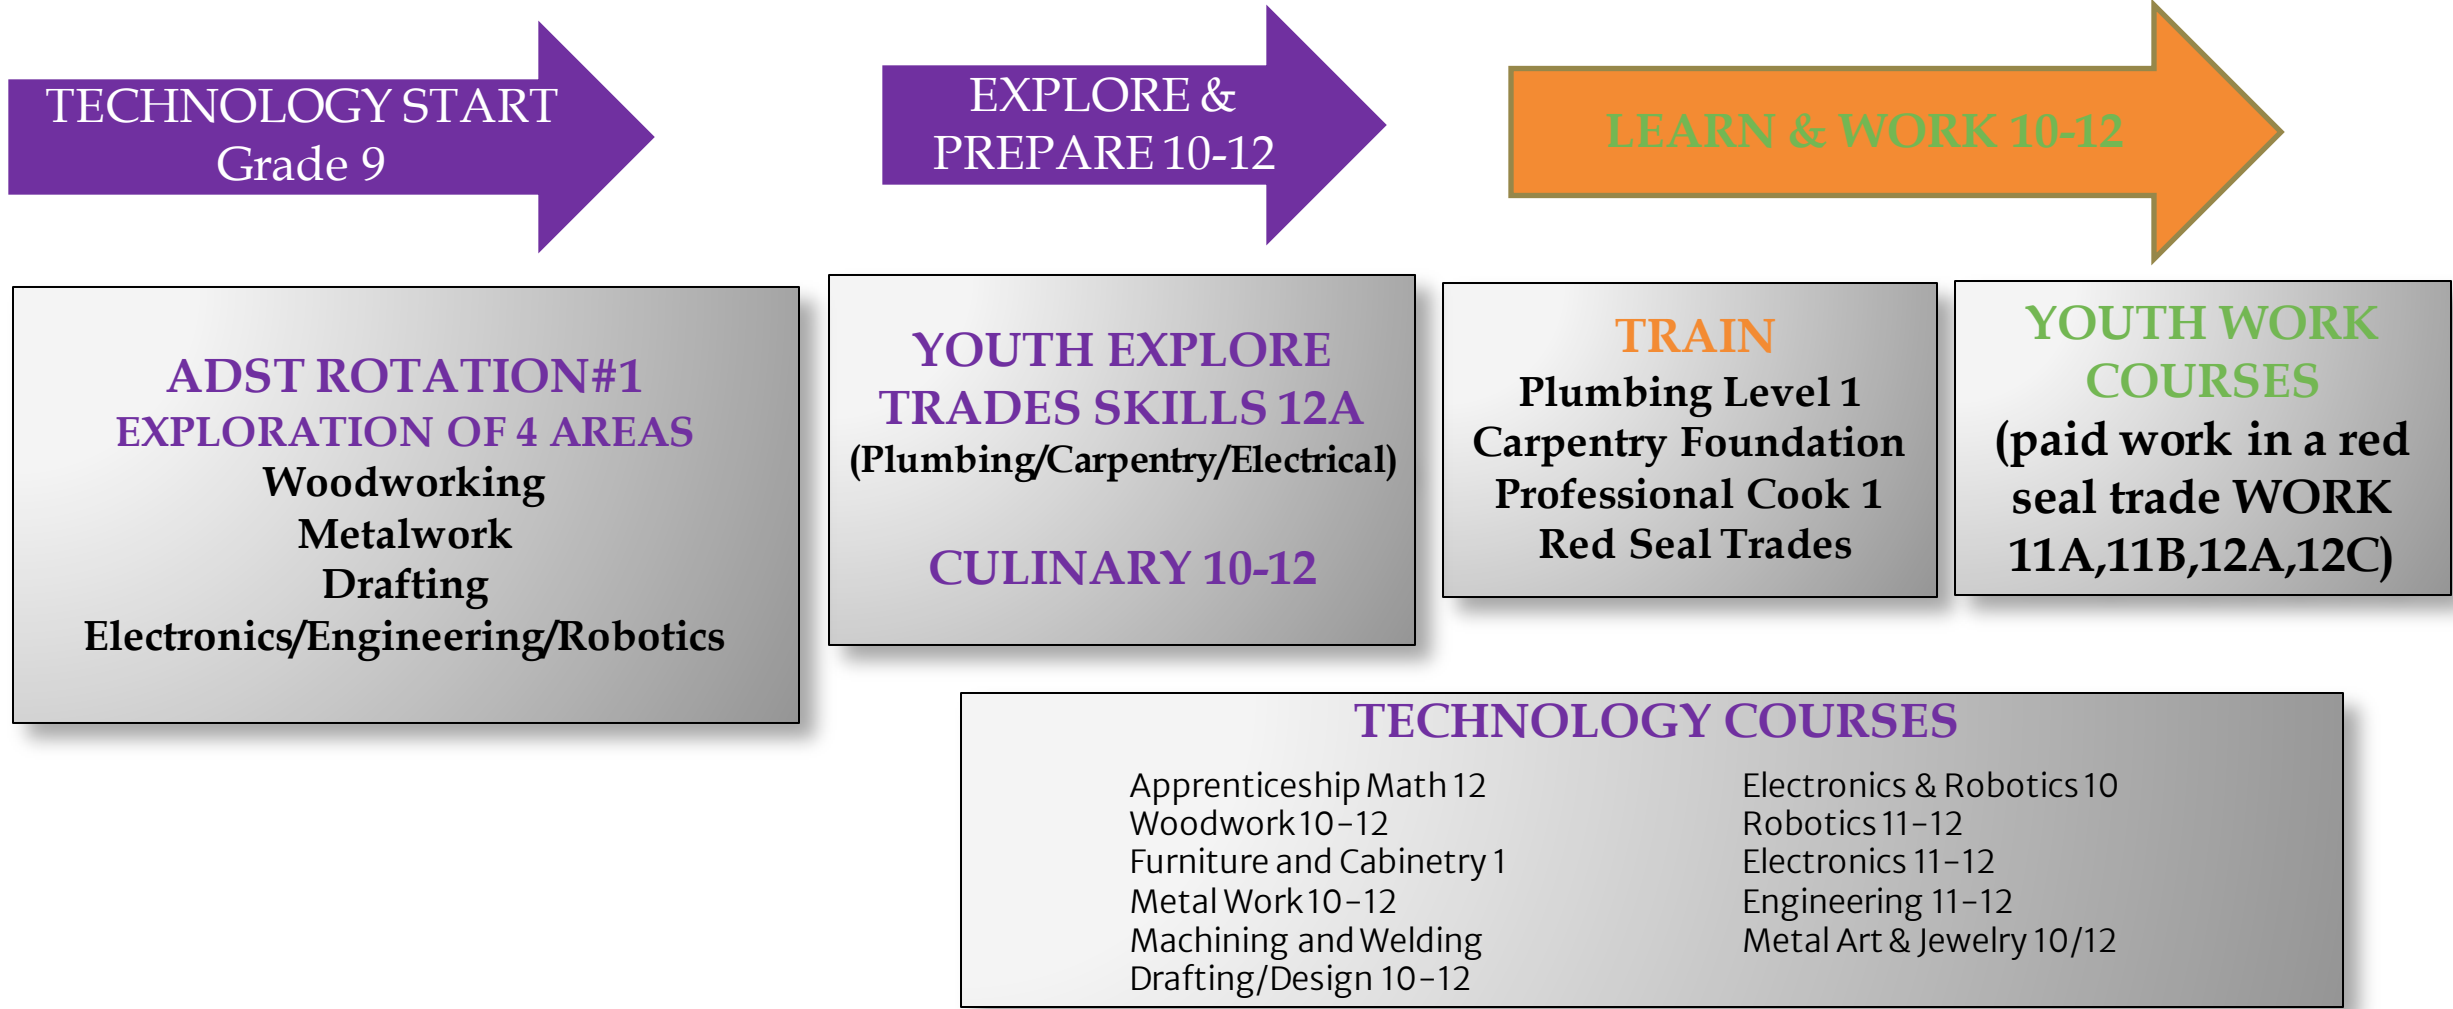 TECHNOLOGY START
Grade 9
EXPLORE &
PREPARE 10-12
LEARN & WORK 10-12
ADST ROTATION#1
EXPLORATION OF 4 AREAS
Woodworking
Metalwork
Drafting
Electronics/Engineering/Robotics
YOUTH EXPLORE
TRADES SKILLS 12A
(Plumbing/Carpentry/Electrical)
CULINARY 10-12
TRAIN
Plumbing Level 1
Carpentry Foundation
Professional Cook 1
Red Seal Trades
YOUTH WORK
COURSES
(paid work in a red
seal trade WORK
11A,11B,12A,12C)
TECHNOLOGY COURSES
Apprenticeship Math 12
Woodwork 10-12
Furniture and Cabinetry 1
Metal Work 10-12
Machining and Welding
Drafting/Design 10-12
Electronics & Robotics 10
Robotics 11-12
Electronics 11-12
Engineering 11-12
Metal Art & Jewelry 10/12